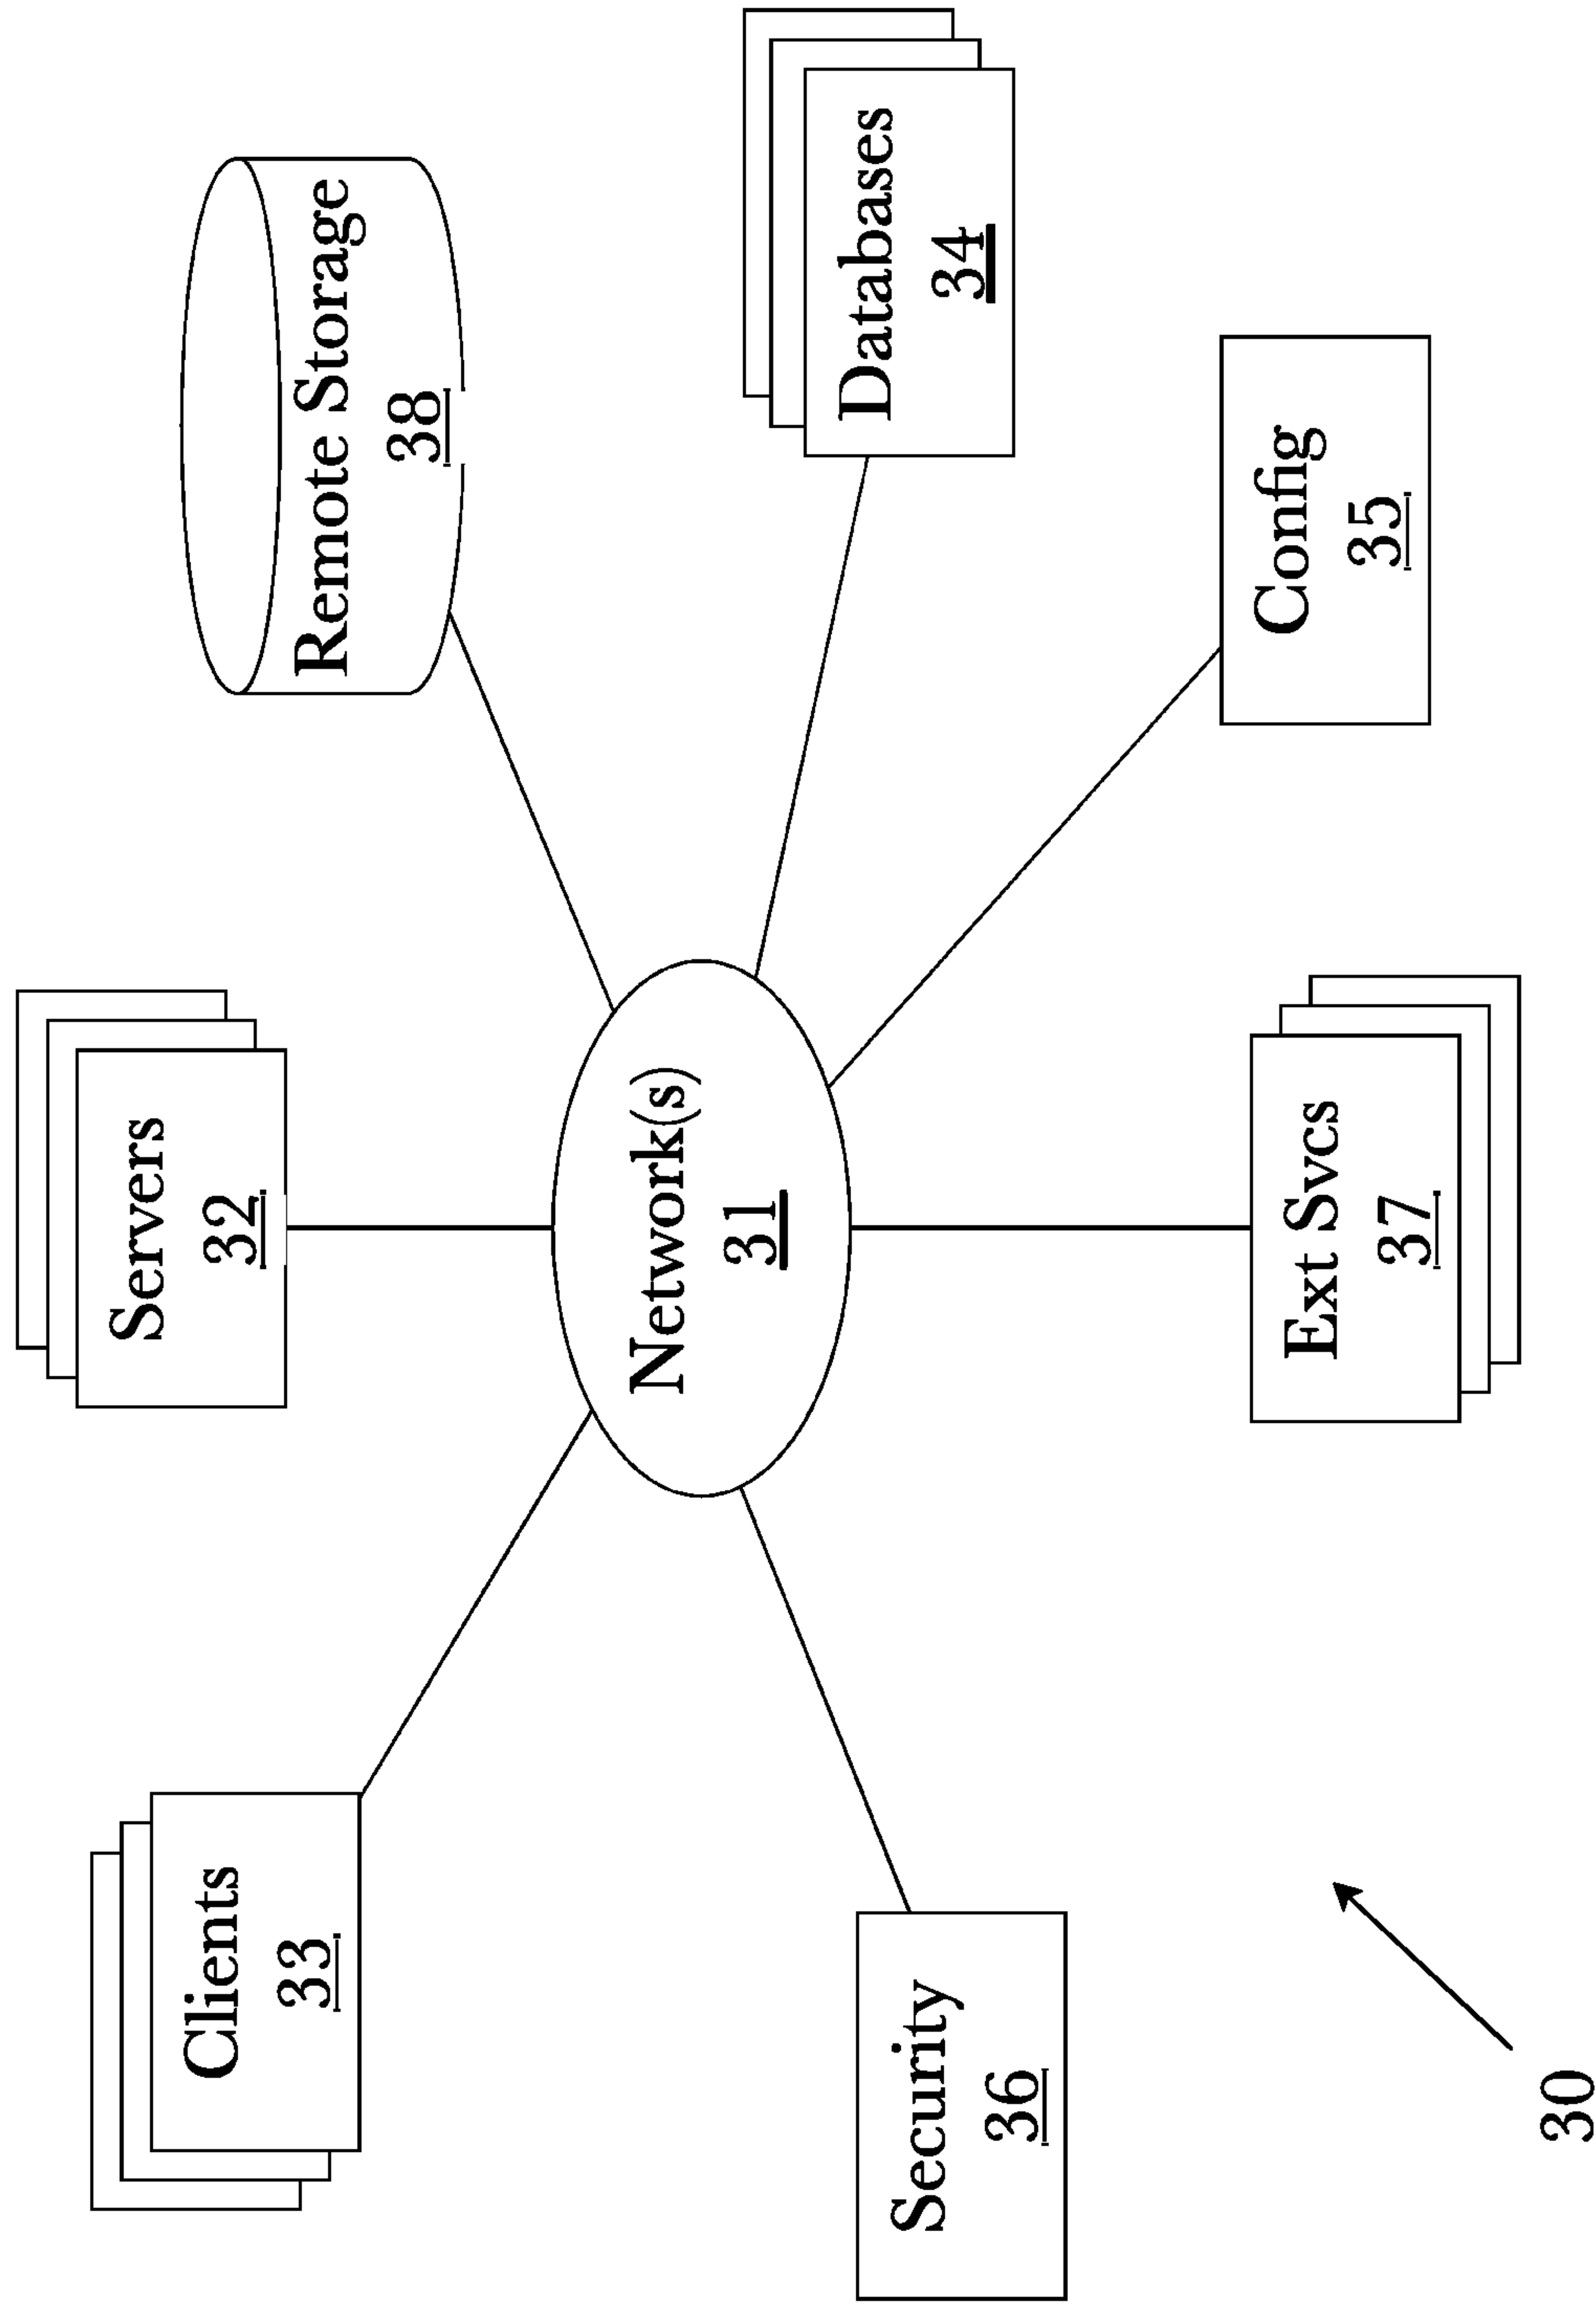 Servers
32
Clients
33
Remote Storage
38
Network(s)
31
Databases
34
Security
36
Ext Svcs
37
Config
35
30